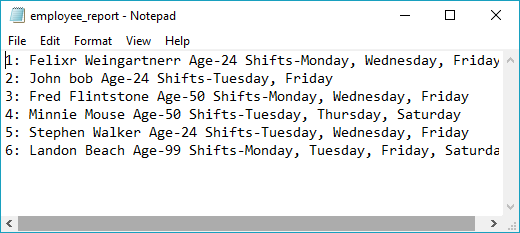 employee_report - Notepad
File Edit Format View Help
1: Felixr Weingartnerr Age-24 Shifts-Monday, Wednesday, Friday
2: John bob Age-24 Shifts-Tuesday, Friday
3: Fred Flintstone Age-50 Shifts-Monday, Wednesday, Friday
4: Minnie Mouse Age-50 Shifts-Tuesday, Thursday, Saturday
5: Stephen Walker Age-24 Shifts-Tuesday, Wednesday, Friday
6: Landon Beach Age-99 Shifts-Monday, Tuesday, Friday, Saturda